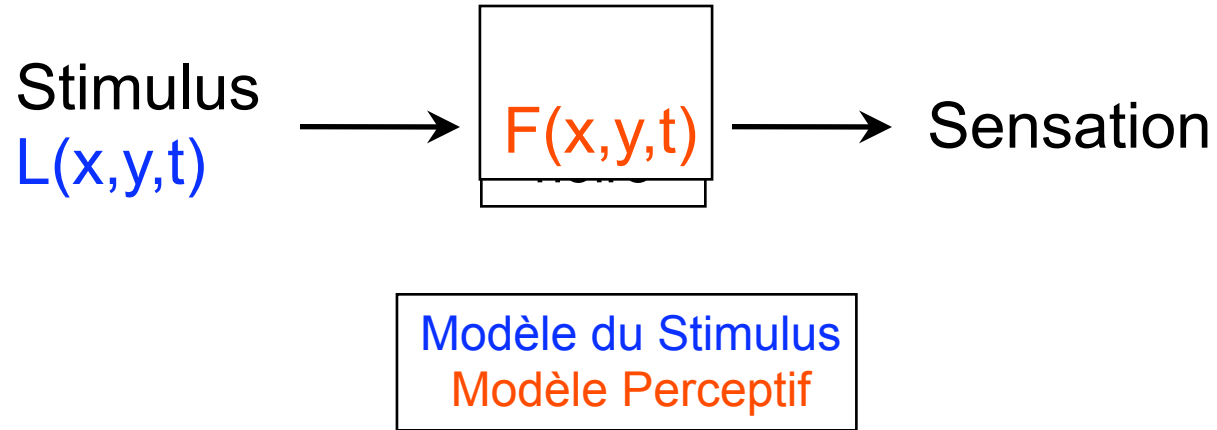 Stimulus
L(x,y,t)
F(x,y,t)
Sensation
Modèle du Stimulus
Modèle Perceptif